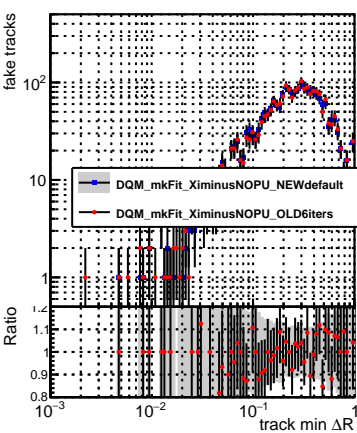 fake tracks
10²
10
1
DQM_mkFit_XiminusNOPU_NEWdefault
DQM_mkFit_XiminusNOPU_OLD6iters
Ratio
1.2
1.1
1
0.9
0.8
10⁻³
10⁻²
10⁻¹
1
track min ΔR